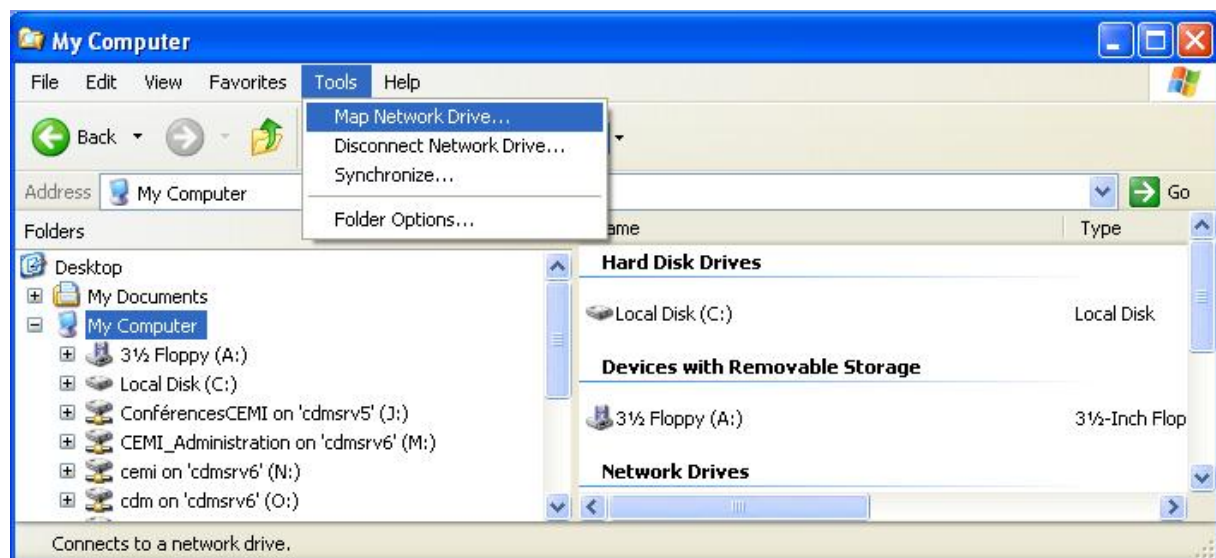 My Computer
File Edit View Favorites Tools Help
Map Network Drive...
Disconnect Network Drive...
Synchronize...
Folder Options...
Back
Address My Computer Go
Folders
Type
Desktop
My Documents
My Computer
3½ Floppy (A:)
Local Disk (C:)
ConférencesCEMI on 'cdmsrv5' (J:)
CEMI_Administration on 'cdmsrv6' (M:)
cemi on 'cdmsrv6' (N:)
cdm on 'cdmsrv6' (O:)
Hard Disk Drives
Local Disk (C:) Local Disk
Devices with Removable Storage
3½ Floppy (A:) 3½-Inch Flop
Network Drives
Connects to a network drive.